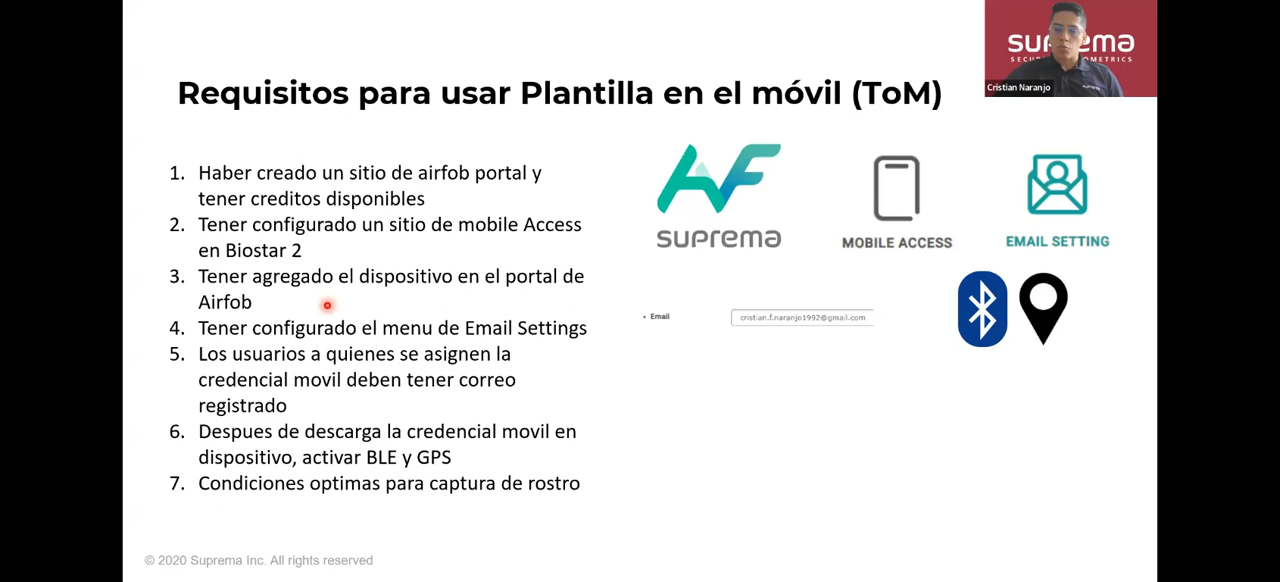 suprema
SECURITY & BIOMETRICS
Cristian Naranjo
Requisitos para usar Plantilla en el móvil (ToM)
1. Haber creado un sitio de airfob portal y
tener creditos disponibles
2. Tener configurado un sitio de mobile Access
en Biostar 2
3. Tener agregado el dispositivo en el portal de
Airfob
4. Tener configurado el menu de Email Settings
5. Los usuarios a quienes se asignen la
credencial movil deben tener correo
registrado
6. Despues de descarga la credencial movil en
dispositivo, activar BLE y GPS
7. Condiciones optimas para captura de rostro
AF
suprema
MOBILE ACCESS
EMAIL SETTING
• Email
cristian.f.naranjo1992@gmail.com
© 2020 Suprema Inc. All rights reserved